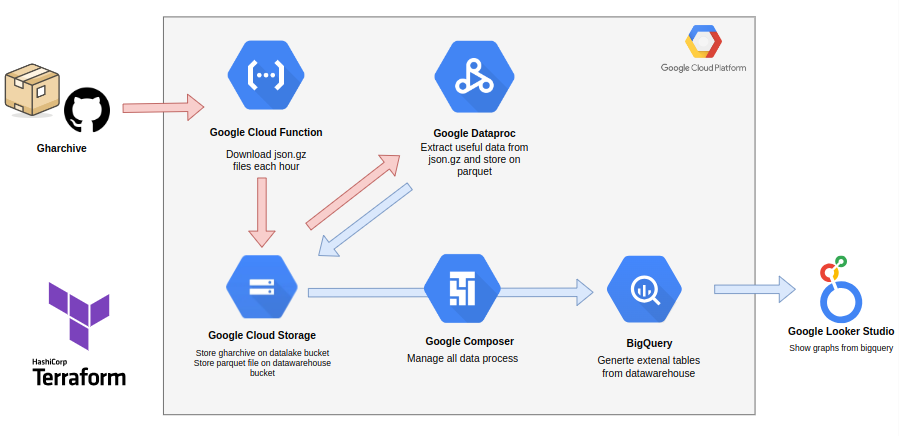 Google Cloud Platform
Gharchive
Google Cloud Function
Download json.gz
files each hour
Google Dataproc
Extract useful data from
json.gz and store on
parquet
Google Cloud Storage
Store gharchive on datalake bucket
Store parquet file on datawarehouse
bucket
Google Composer
Manage all data process
BigQuery
Generte extenal tables
from datawarehouse
Google Looker Studio
Show graphs from bigquery
HashiCorp
Terraform